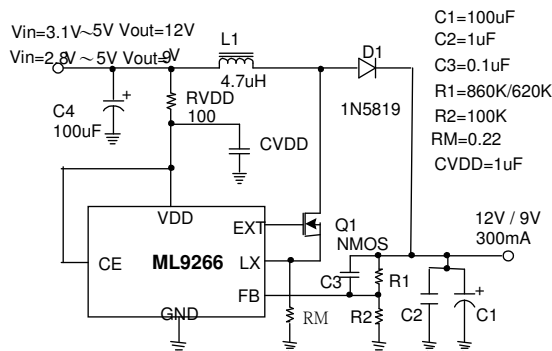 Vin=3.1V～5V Vout=12V
Vin=2.8V～5V Vout=9V
L1
4.7uH
D1
1N5819
C1=100uF
C2=1uF
C3=0.1uF
R1=860K/620K
R2=100K
RM=0.22
CVDD=1uF
C4
100uF
+
RVDD
100
CVDD
VDD
EXT
Q1
NMOS
12V / 9V
300mA
CE
ML9266
LX
C3
R1
FB
GND
RM
R2
C2
+
C1